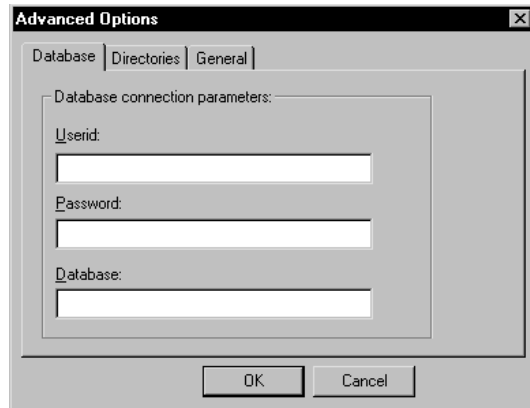 Advanced Options
Database Directories General
Database connection parameters:
Userid:
Password:
Database:
OK Cancel